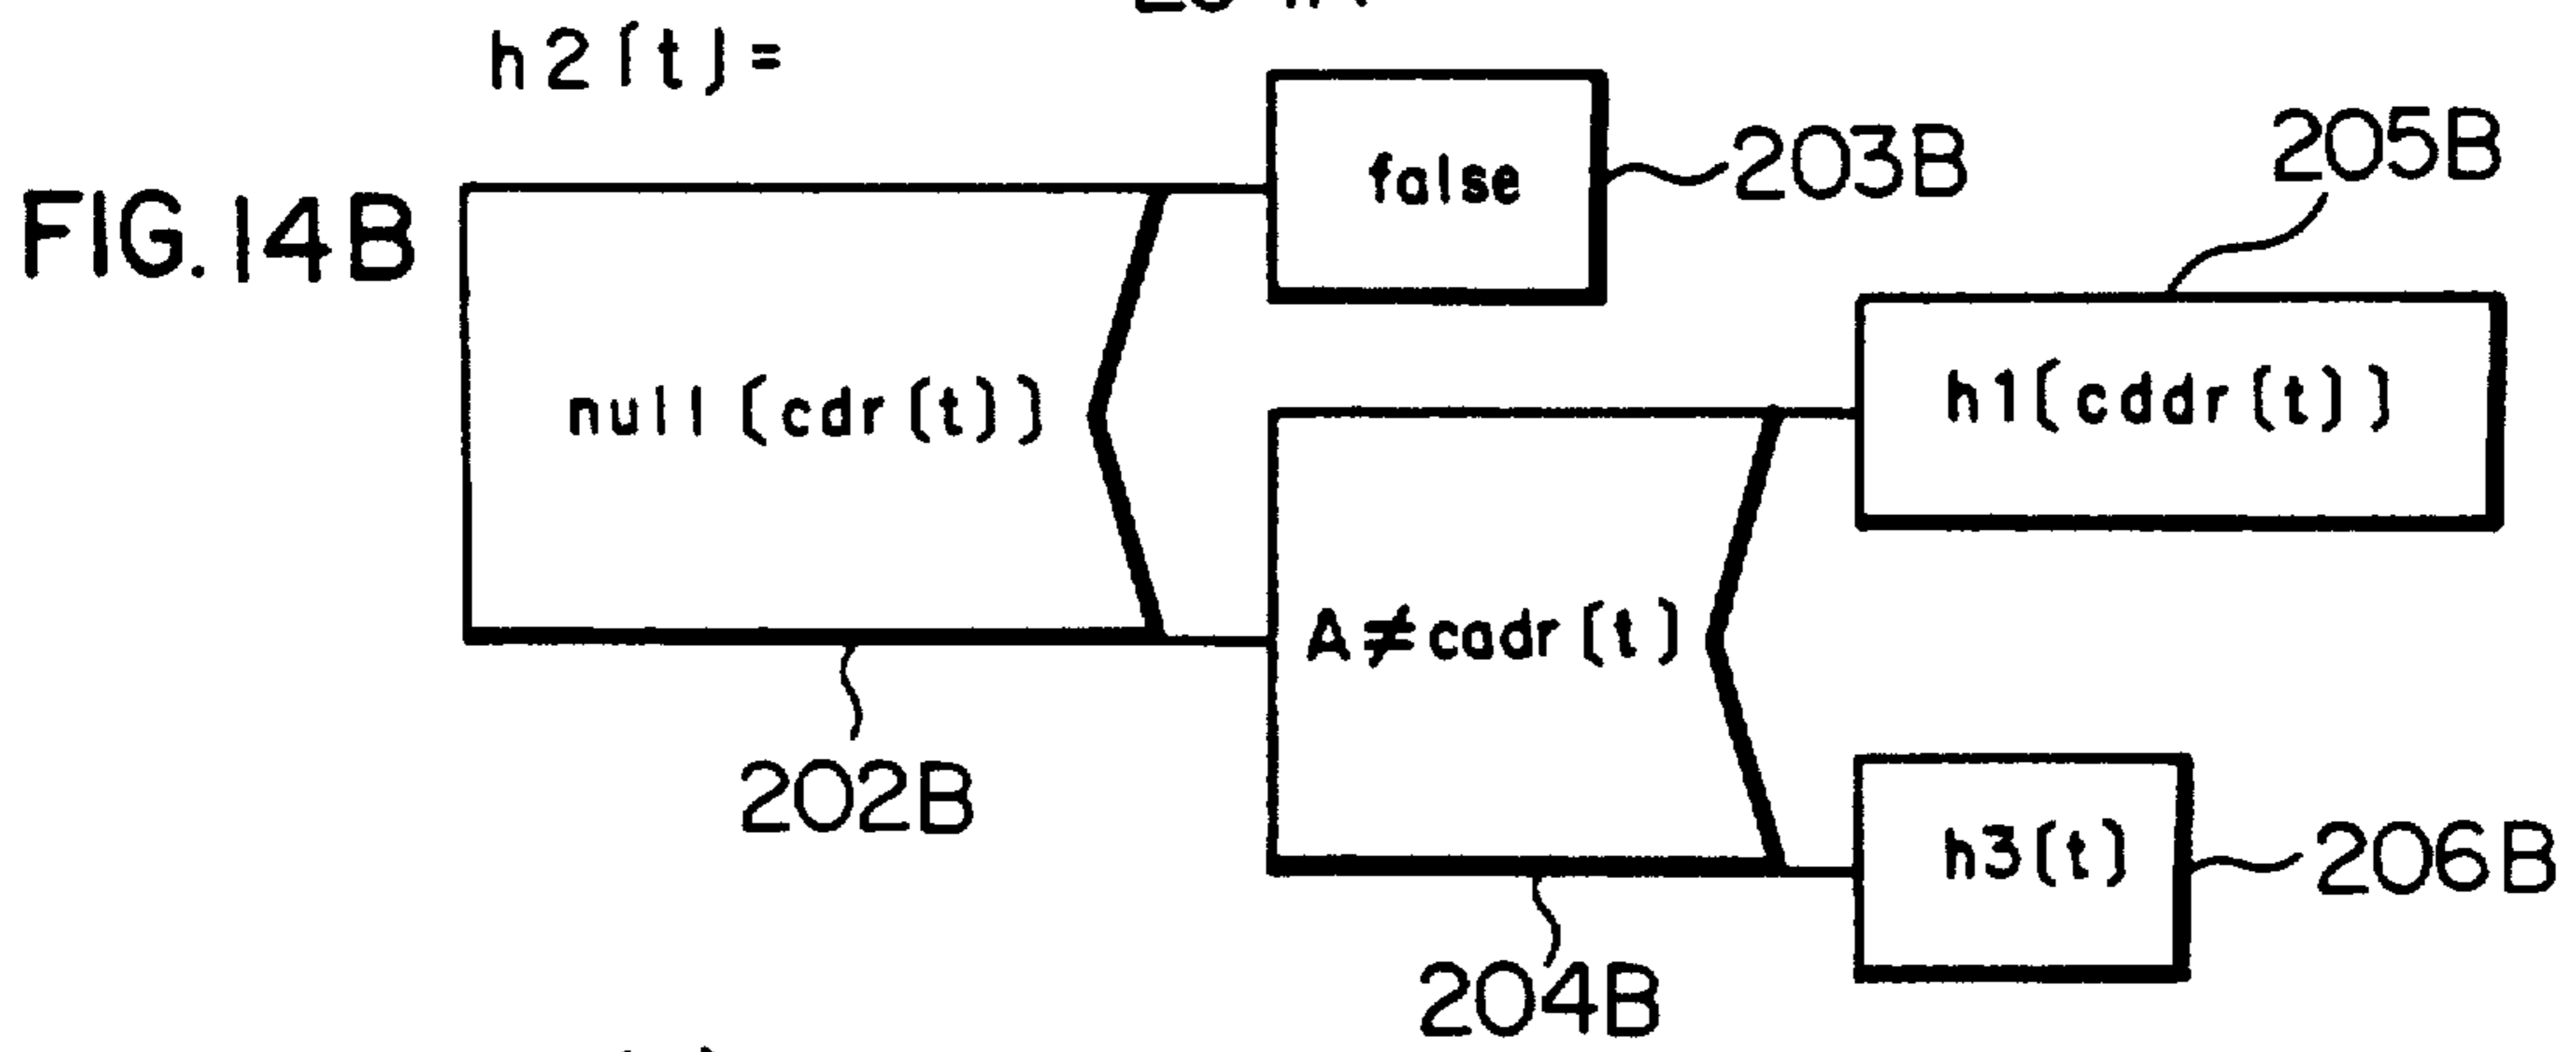 h2(t)=
FIG. 14B
false
203B
205B
null(cdr(t))
h1(cddr(t))
A≠cadr(t)
202B
h3(t)
206B
204B